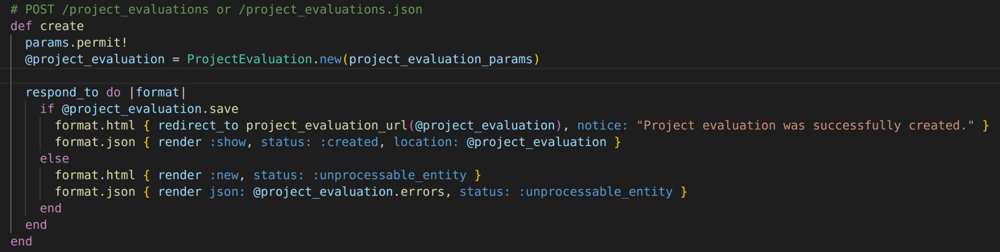 # POST /project_evaluations or /project_evaluations.json
def create
  params.permit!
  @project_evaluation = ProjectEvaluation.new(project_evaluation_params)

  respond_to do |format|
    if @project_evaluation.save
      format.html { redirect_to project_evaluation_url(@project_evaluation), notice: "Project evaluation was successfully created." }
      format.json { render :show, status: :created, location: @project_evaluation }
    else
      format.html { render :new, status: :unprocessable_entity }
      format.json { render json: @project_evaluation.errors, status: :unprocessable_entity }
    end
  end
end